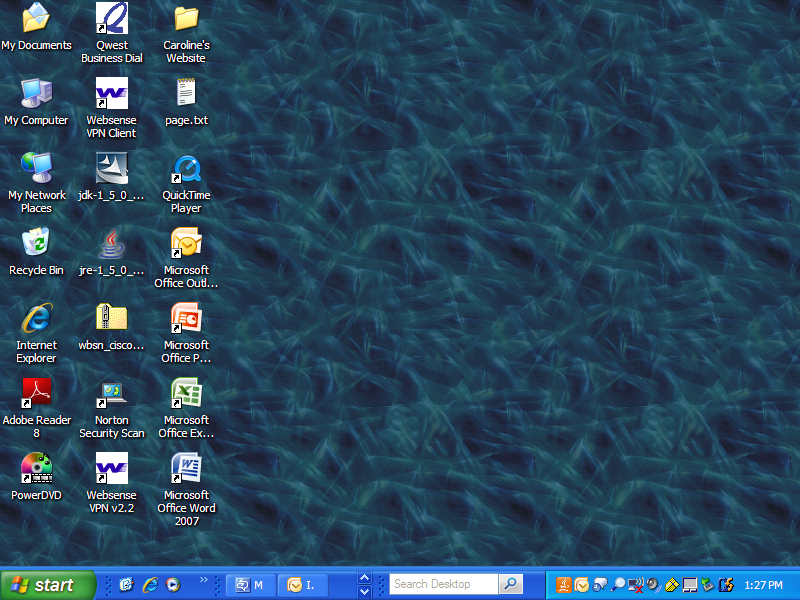 My Documents
Qwest
Business Dial
Caroline's
Website
My Computer
Websense
VPN Client
page.txt
My Network
Places
jdk-1_5_0_...
QuickTime
Player
Recycle Bin
jre-1_5_0_...
Microsoft
Office Outl...
Internet
Explorer
wbsn_cisco...
Microsoft
Office P...
Adobe Reader
8
Norton
Security Scan
Microsoft
Office Ex...
PowerDVD
Websense
VPN v2.2
Microsoft
Office Word
2007
start
M
I.
Search Desktop
1:27 PM